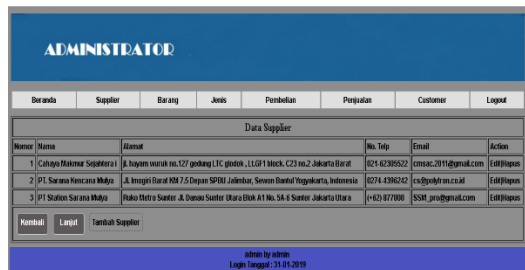 ADMINISTRATOR
Beranda Supplier Barang Jenis Pembelian Penjualan Customer Logout
Data Supplier
Nomor Nama Alamat No. Telp Email Action
1 Cahaya Makmur Sejahtera i jl. hayam wuruk no.127 gedung LTC glodok , LLGF1 block. C23 no.2 Jakarta Barat 021-62305522 cmsac.2011@gmail.com Edit|Hapus
2 PT. Sarana Kencana Mulya JL. Imogiri Barat KM 7.5 Depan SPBU Jalimbar, Sewon Bantul Yogyakarta, Indonesia 0274-4396242 cs@polytron.co.id Edit|Hapus
3 PT Station Sarana Mulya Ruko Metro Sunter Jl. Danau Sunter Utara Blok A1 No. 5A-6 Sunter Jakarta Utara (+62) 877808 SSM_pro@gmail.com Edit|Hapus
Kembali Lanjut Tambah Supplier
admin by admin
Login Tanggal : 31-01-2019